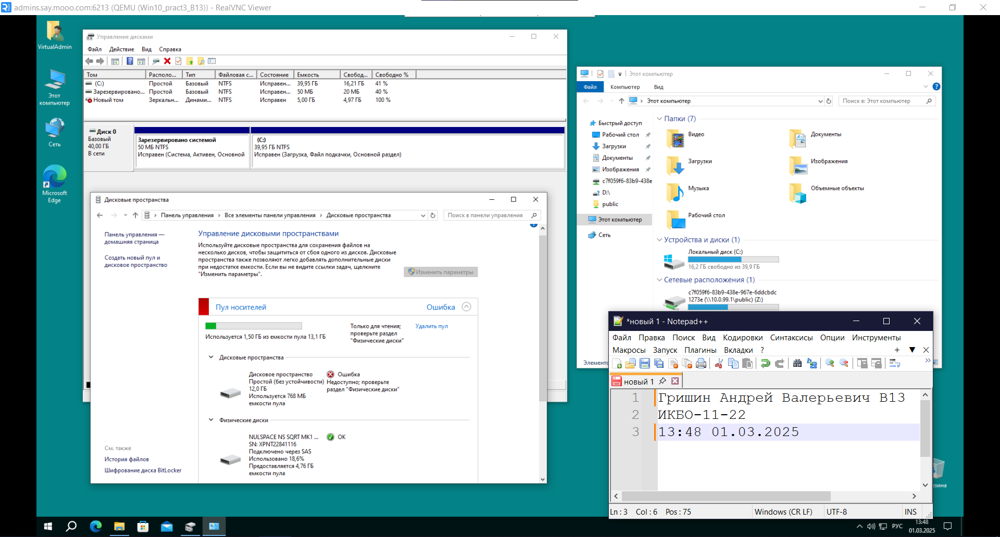 admins.say.mooo.com:6213 (QEMU (Win10_pract3_B13)) - RealVNC Viewer
VirtualAdmin
Этот
компьютер
Сеть
Microsoft
Edge
Управление дисками
Файл Действие Вид Справка
Том Располо... Тип Файловая с... Состояние Емкость Свобод... Свободно %
(C:) Простой Базовый NTFS Исправен... 39,95 ГБ 16,21 ГБ 41 %
Зарезервировано... Простой Базовый NTFS Исправен... 50 МБ 20 МБ 40 %
Новый том Зеркальн... Динами... NTFS Исправен 5,00 ГБ 4,97 ГБ 100 %
Диск 0
Базовый
40,00 ГБ
В сети
Зарезервировано системой
50 МБ NTFS
Исправен (Система, Активен, Основной
(C:)
39,95 ГБ NTFS
Исправен (Загрузка, Файл подкачки, Основной раздел)
Дисковые пространства
Панель управления › Все элементы панели управления › Дисковые пространства
Поиск в панели управления
Панель управления —
домашняя страница
Создать новый пул и
дисковое пространство
См. также
История файлов
Шифрование диска BitLocker
Управление дисковыми пространствами
Используйте дисковые пространства для сохранения файлов на
несколько дисков, чтобы защититься от сбоя одного из дисков. Дисковые
пространства также позволяют легко добавлять дополнительные диски
при недостатке емкости. Если вы не видите ссылки задач, щелкните
"Изменить параметры".
Изменить параметры
Пул носителей
Ошибка
Используется 1,50 ГБ из емкости пула 13,1 ГБ
Только для чтения;
проверьте раздел
"Физические диски"
Удалить пул
Дисковые пространства
Дисковое пространство
Простой (без устойчивости)
12,0 ГБ
Используется 768 МБ
емкости пула
Ошибка
Недоступно; проверьте
раздел "Физические диски"
Физические диски
NULSPACE NS SQRT MK1 ...
SN: XPNT22841116
Подключено через SAS
Использовано 18,6%
Предоставляется 4,76 ГБ
емкости пула
OK
Этот компьютер
Файл Компьютер Вид
Этот компьютер
Поиск в: Этот компьютер
Быстрый доступ
Рабочий стол
Загрузки
Документы
Изображения
c7f059f6-83b9-438e
D:\
public
Этот компьютер
Сеть
Папки (7)
Видео
Документы
Загрузки
Изображения
Музыка
Объемные объекты
Рабочий стол
Устройства и диски (1)
Локальный диск (C:)
16,2 ГБ свободно из 39,9 ГБ
Сетевые расположения (1)
c7f059f6-83b9-438e-967e-6ddcbdc
1273e (\\10.0.99.1\public) (Z:)
Элементо
*новый 1 - Notepad++
Файл Правка Поиск Вид Кодировки Синтаксисы Опции Инструменты
Макросы Запуск Плагины Вкладки ?
новый 1
1 Гришин Андрей Валерьевич В13
2 ИКБО-11-22
3 13:48 01.03.2025
Ln : 3 Col : 6 Pos : 75
Windows (CR LF)
UTF-8
INS
зина
РУС
13:48
01.03.2025